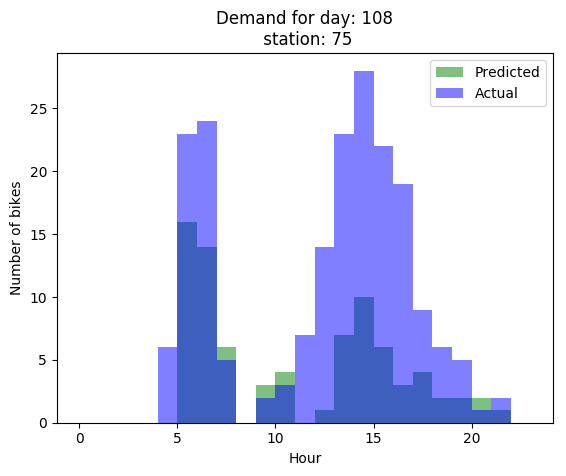 Demand for day: 108
station: 75
Predicted
Actual
25
20
15
10
5
0
Number of bikes
0
5
10
15
20
Hour